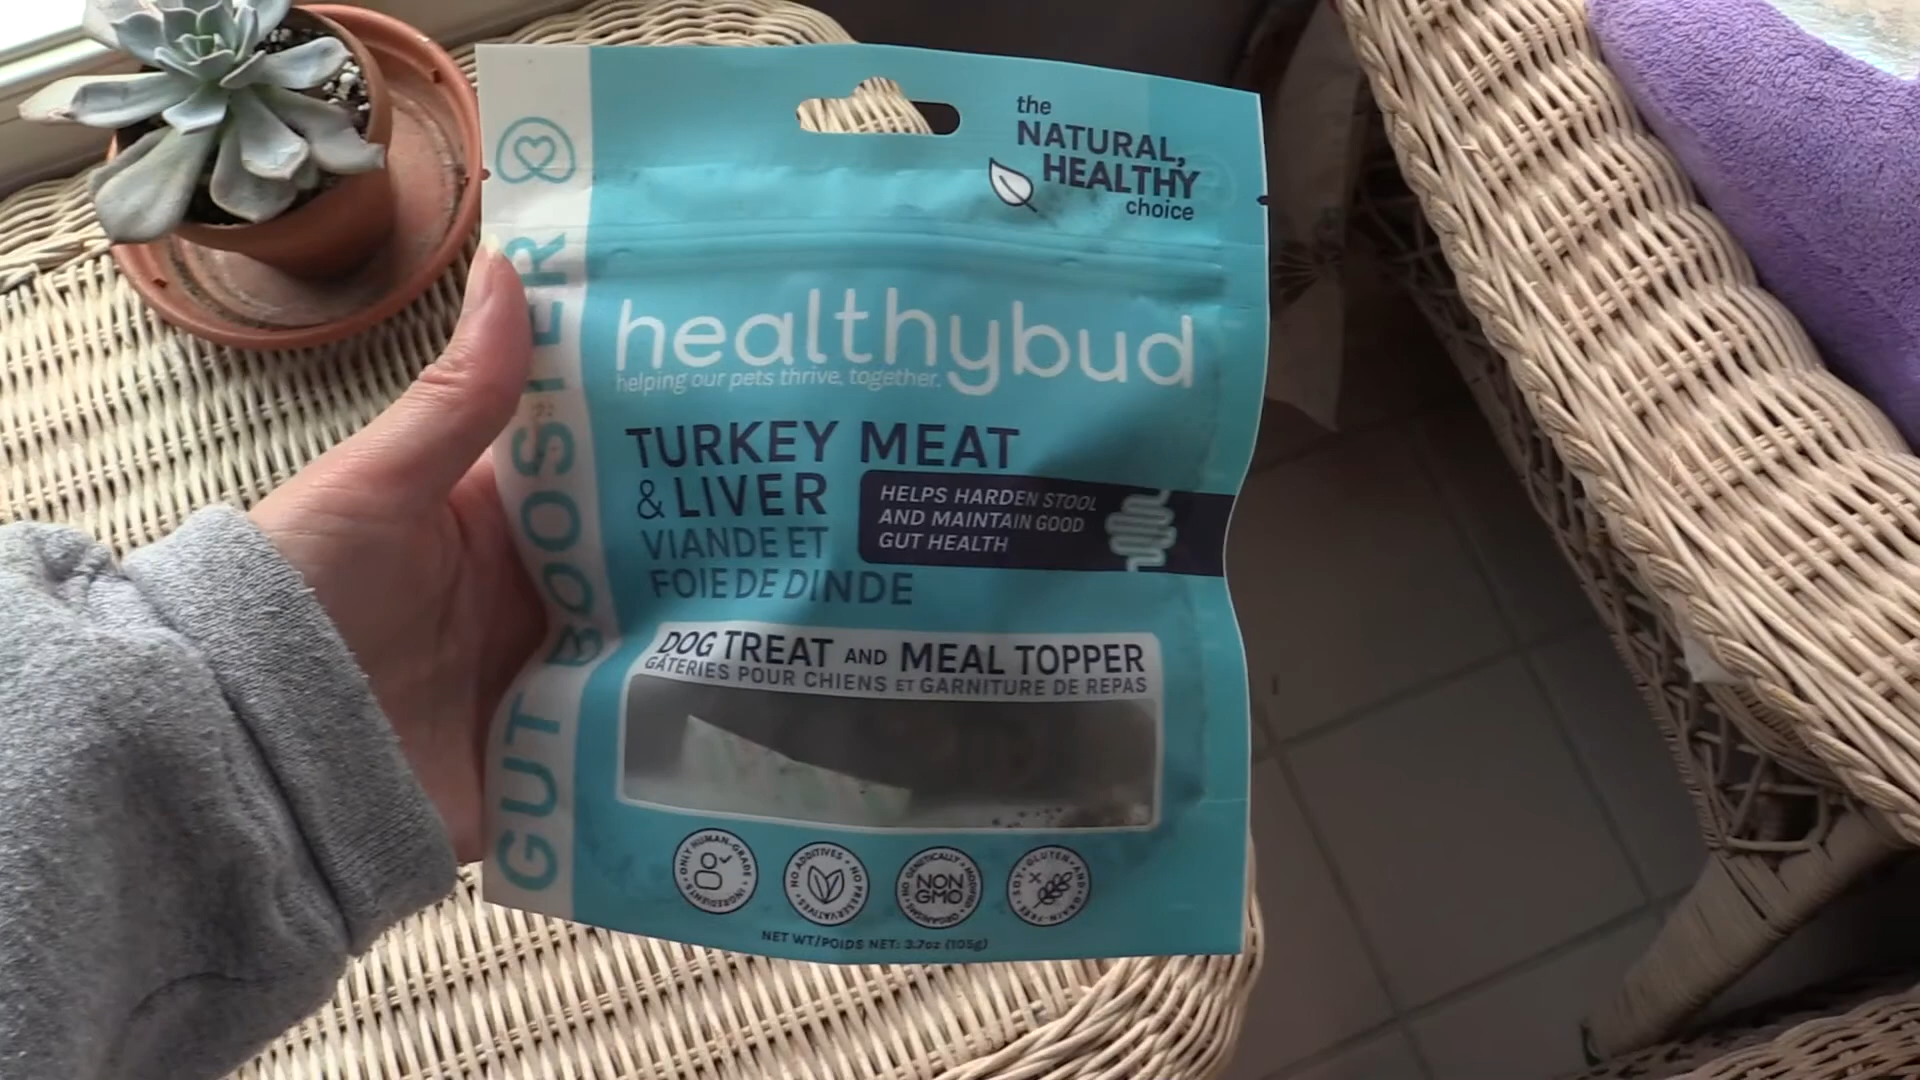 the
NATURAL,
HEALTHY
choice
GUT BOOSTER
healthybud
helping our pets thrive, together.
TURKEY MEAT
& LIVER
VIANDE ET
FOIE DE DINDE
HELPS HARDEN STOOL
AND MAINTAIN GOOD
GUT HEALTH
DOG TREAT AND MEAL TOPPER
GÂTERIES POUR CHIENS ET GARNITURE DE REPAS
• ONLY HUMAN-GRADE • INGREDIENTS
NO ADDITIVES • NO PRESERVATIVES •
NO GENETICALLY • MODIFIED • ORGANISMS
NON
GMO
SOY • GLUTEN • AND • GRAIN-FREE •
NET WT/POIDS NET: 3.7oz (105g)